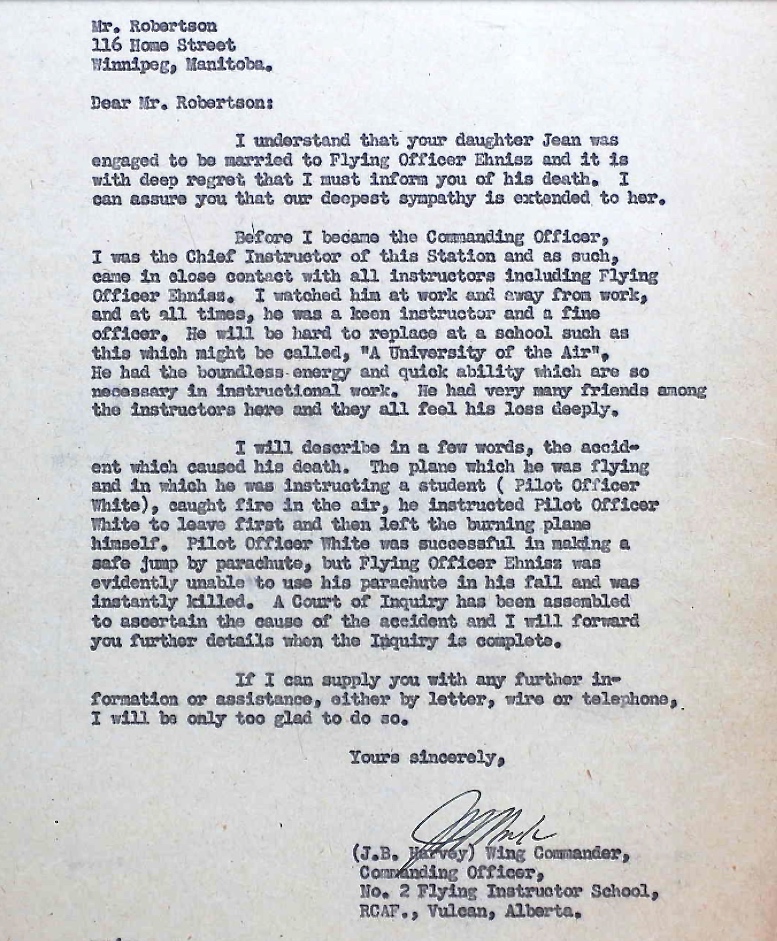 Mr. Robertson
116 Home Street
Winnipeg, Manitoba.
Dear Mr. Robertson:
I understand that your daughter Jean was
engaged to be married to Flying Officer Ehnisz and it is
with deep regret that I must inform you of his death. I
can assure you that our deepest sympathy is extended to her.
Before I became the Commanding Officer,
I was the Chief Instructor of this Station and as such,
came in close contact with all instructors including Flying
Officer Ehnisz. I watched him at work and away from work,
and at all times, he was a keen instructor and a fine
officer. He will be hard to replace at a school such as
this which might be called, "A University of the Air".
He had the boundless energy and quick ability which are so
necessary in instructional work. He had very many friends among
the instructors here and they all feel his loss deeply.
I will describe in a few words, the accid-
ent which caused his death. The plane which he was flying
and in which he was instructing a student ( Pilot Officer
White), caught fire in the air, he instructed Pilot Officer
White to leave first and then left the burning plane
himself. Pilot Officer White was successful in making a
safe jump by parachute, but Flying Officer Ehnisz was
evidently unable to use his parachute in his fall and was
instantly killed. A Court of Inquiry has been assembled
to ascertain the cause of the accident and I will forward
you further details when the Inquiry is complete.
If I can supply you with any further in-
formation or assistance, either by letter, wire or telephone,
I will be only too glad to do so.
Yours sincerely,
(J.B. Harvey) Wing Commander,
Commanding Officer,
No. 2 Flying Instructor School,
RCAF., Vulcan, Alberta.